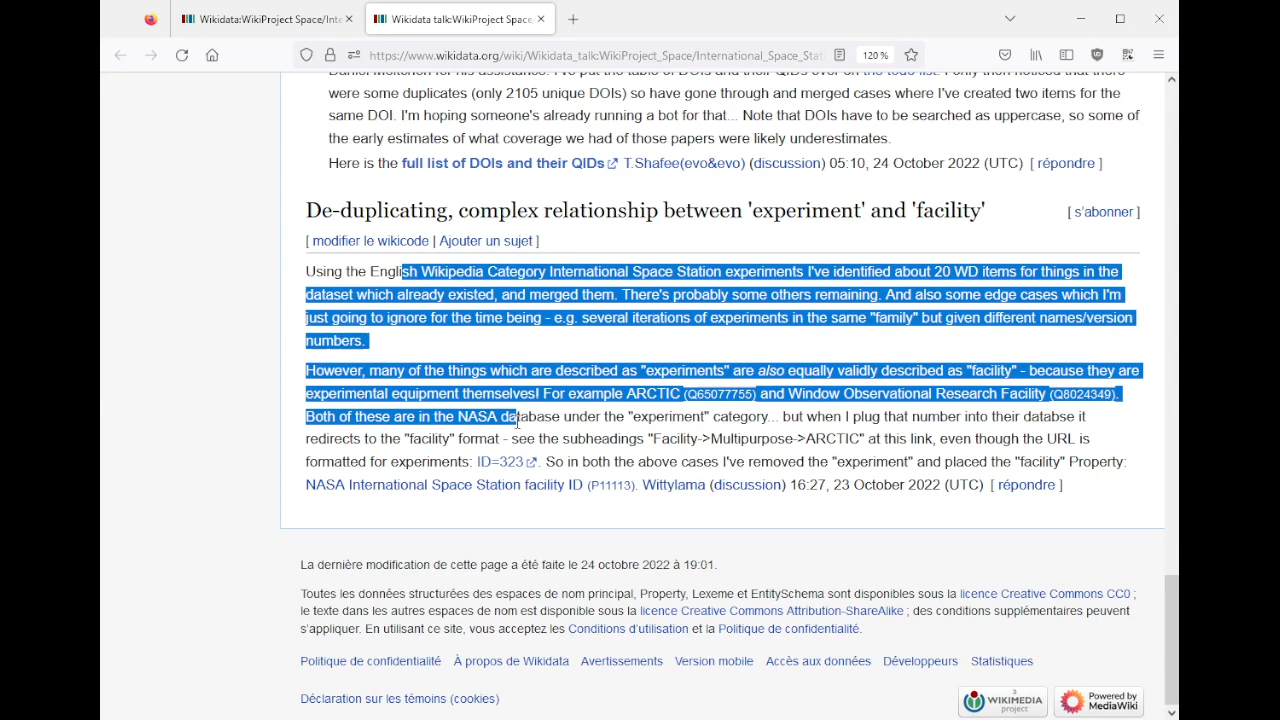 Wikidata:WikiProject Space/Inte
Wikidata talk:WikiProject Space
https://www.wikidata.org/wiki/Wikidata_talk:WikiProject_Space/International_Space_Stat
120 %
were some duplicates (only 2105 unique DOIs) so have gone through and merged cases where I've created two items for the
same DOI. I'm hoping someone's already running a bot for that... Note that DOIs have to be searched as uppercase, so some of
the early estimates of what coverage we had of those papers were likely underestimates.
Here is the full list of DOIs and their QIDs T.Shafee(evo&evo) (discussion) 05:10, 24 October 2022 (UTC) [ répondre ]
De-duplicating, complex relationship between 'experiment' and 'facility'
[ s'abonner ]
[ modifier le wikicode | Ajouter un sujet ]
Using the English Wikipedia Category International Space Station experiments I've identified about 20 WD items for things in the
dataset which already existed, and merged them. There's probably some others remaining. And also some edge cases which I'm
just going to ignore for the time being - e.g. several iterations of experiments in the same "family" but given different names/version
numbers.
However, many of the things which are described as "experiments" are also equally validly described as "facility" - because they are
experimental equipment themselves! For example ARCTIC (Q65077755) and Window Observational Research Facility (Q8024349).
Both of these are in the NASA database under the "experiment" category... but when I plug that number into their databse it
redirects to the "facility" format - see the subheadings "Facility->Multipurpose->ARCTIC" at this link, even though the URL is
formatted for experiments: ID=323. So in both the above cases I've removed the "experiment" and placed the "facility" Property:
NASA International Space Station facility ID (P11113). Wittylama (discussion) 16:27, 23 October 2022 (UTC) [ répondre ]
La dernière modification de cette page a été faite le 24 octobre 2022 à 19:01.
Toutes les données structurées des espaces de nom principal, Property, Lexeme et EntitySchema sont disponibles sous la licence Creative Commons CC0 ;
le texte dans les autres espaces de nom est disponible sous la licence Creative Commons Attribution-ShareAlike ; des conditions supplémentaires peuvent
s'appliquer. En utilisant ce site, vous acceptez les Conditions d'utilisation et la Politique de confidentialité.
Politique de confidentialité À propos de Wikidata Avertissements Version mobile Accès aux données Développeurs Statistiques
Déclaration sur les témoins (cookies)
WIKIMEDIA
project
Powered by
MediaWiki